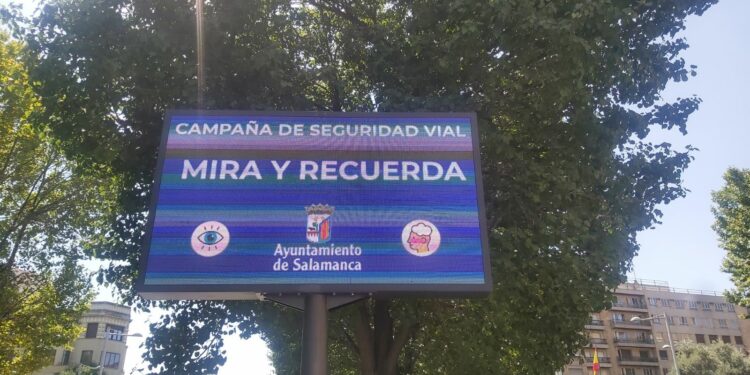 CAMPAÑA DE SEGURIDAD VIAL
MIRA Y RECUERDA
Ayuntamiento
de Salamanca